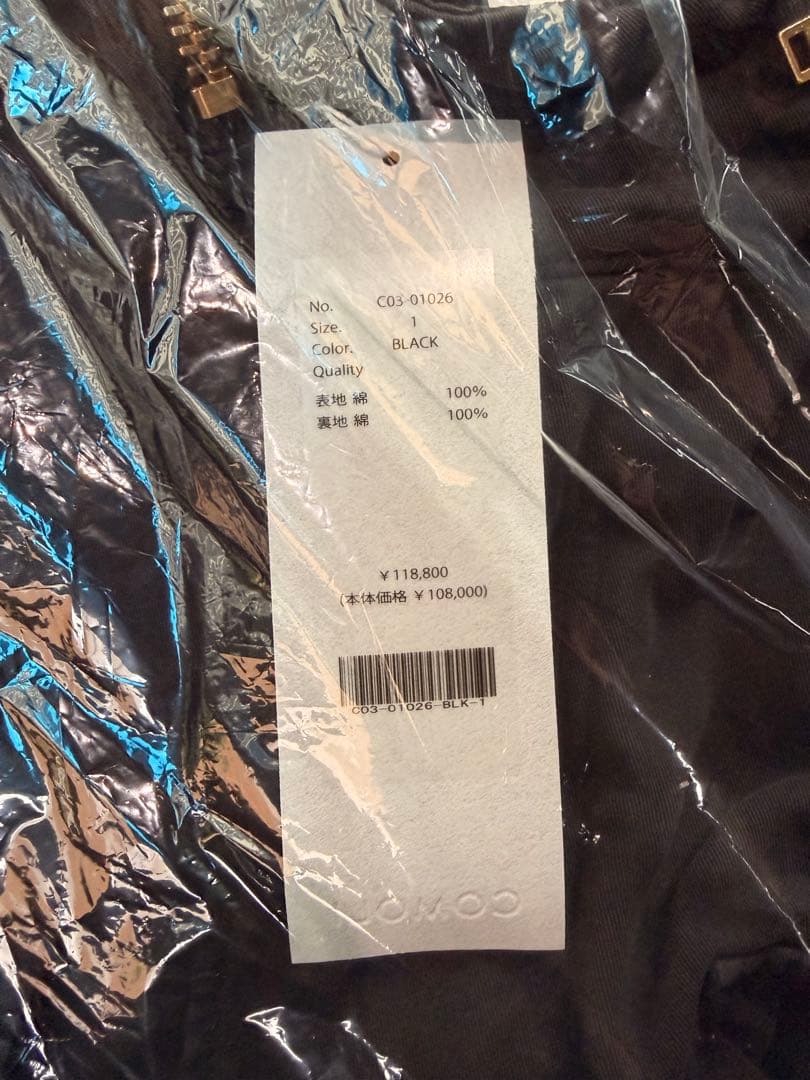 No. C03-01026
Size. 1
Color. BLACK
Quality
表地 綿 100%
裏地 綿 100%
￥118,800
(本体価格 ￥108,000)
C03-01026-BLK-1